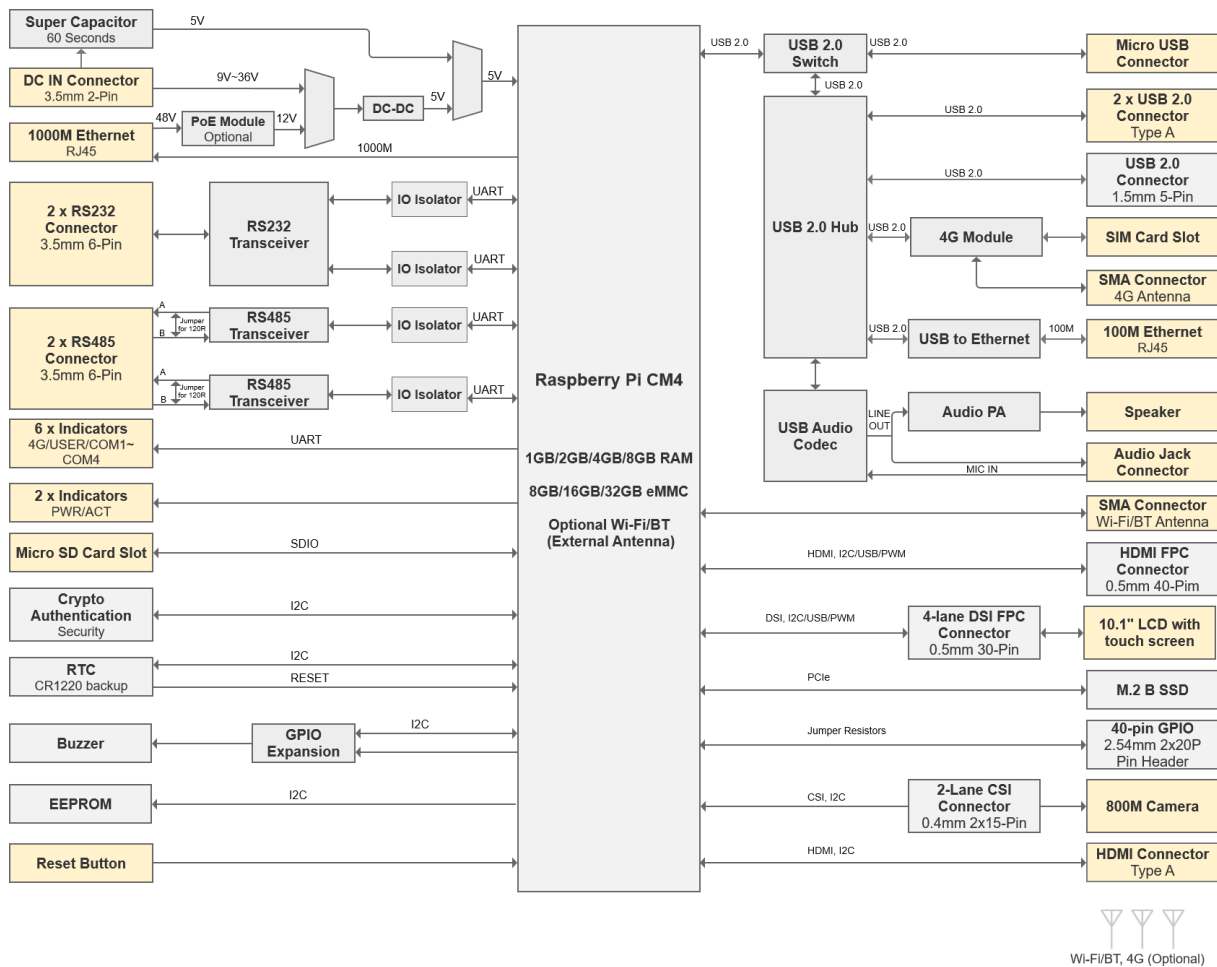 Super Capacitor
60 Seconds
5V
DC IN Connector
3.5mm 2-Pin
9V~36V
48V
PoE Module
Optional
12V
DC-DC
5V
5V
1000M Ethernet
RJ45
1000M
2 x RS232
Connector
3.5mm 6-Pin
RS232
Transceiver
IO Isolator
UART
IO Isolator
UART
2 x RS485
Connector
3.5mm 6-Pin
A
Jumper
for 120R
B
RS485
Transceiver
IO Isolator
UART
A
Jumper
for 120R
B
RS485
Transceiver
IO Isolator
UART
6 x Indicators
4G/USER/COM1~
COM4
UART
2 x Indicators
PWR/ACT
Micro SD Card Slot
SDIO
Crypto
Authentication
Security
I2C
RTC
CR1220 backup
I2C
RESET
Buzzer
GPIO
Expansion
I2C
EEPROM
I2C
Reset Button
Raspberry Pi CM4
1GB/2GB/4GB/8GB RAM
8GB/16GB/32GB eMMC
Optional Wi-Fi/BT
(External Antenna)
USB 2.0
USB 2.0
Switch
USB 2.0
Micro USB
Connector
USB 2.0
USB 2.0 Hub
USB 2.0
2 x USB 2.0
Connector
Type A
USB 2.0
USB 2.0
Connector
1.5mm 5-Pin
USB 2.0
4G Module
SIM Card Slot
SMA Connector
4G Antenna
USB 2.0
USB to Ethernet
100M
100M Ethernet
RJ45
USB Audio
Codec
LINE
OUT
Audio PA
Speaker
Audio Jack
Connector
MIC IN
SMA Connector
Wi-Fi/BT Antenna
HDMI, I2C/USB/PWM
HDMI FPC
Connector
0.5mm 40-Pim
DSI, I2C/USB/PWM
4-lane DSI FPC
Connector
0.5mm 30-Pin
10.1" LCD with
touch screen
PCIe
M.2 B SSD
Jumper Resistors
40-pin GPIO
2.54mm 2x20P
Pin Header
CSI, I2C
2-Lane CSI
Connector
0.4mm 2x15-Pin
800M Camera
HDMI, I2C
HDMI Connector
Type A
Wi-Fi/BT, 4G (Optional)